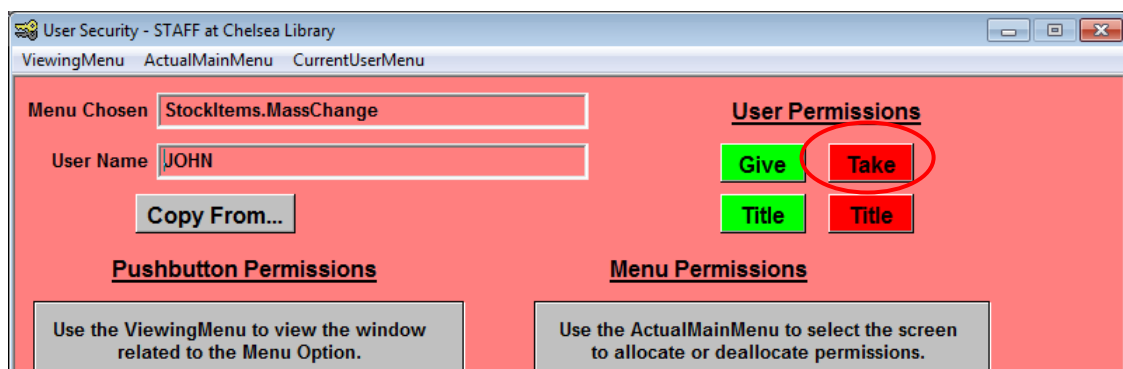 User Security - STAFF at Chelsea Library
ViewingMenu ActualMainMenu CurrentUserMenu
Menu Chosen StockItems.MassChange
User Permissions
User Name JOHN
Give Take
Copy From...
Title Title
Pushbutton Permissions
Menu Permissions
Use the ViewingMenu to view the window
related to the Menu Option.
Use the ActualMainMenu to select the screen
to allocate or deallocate permissions.